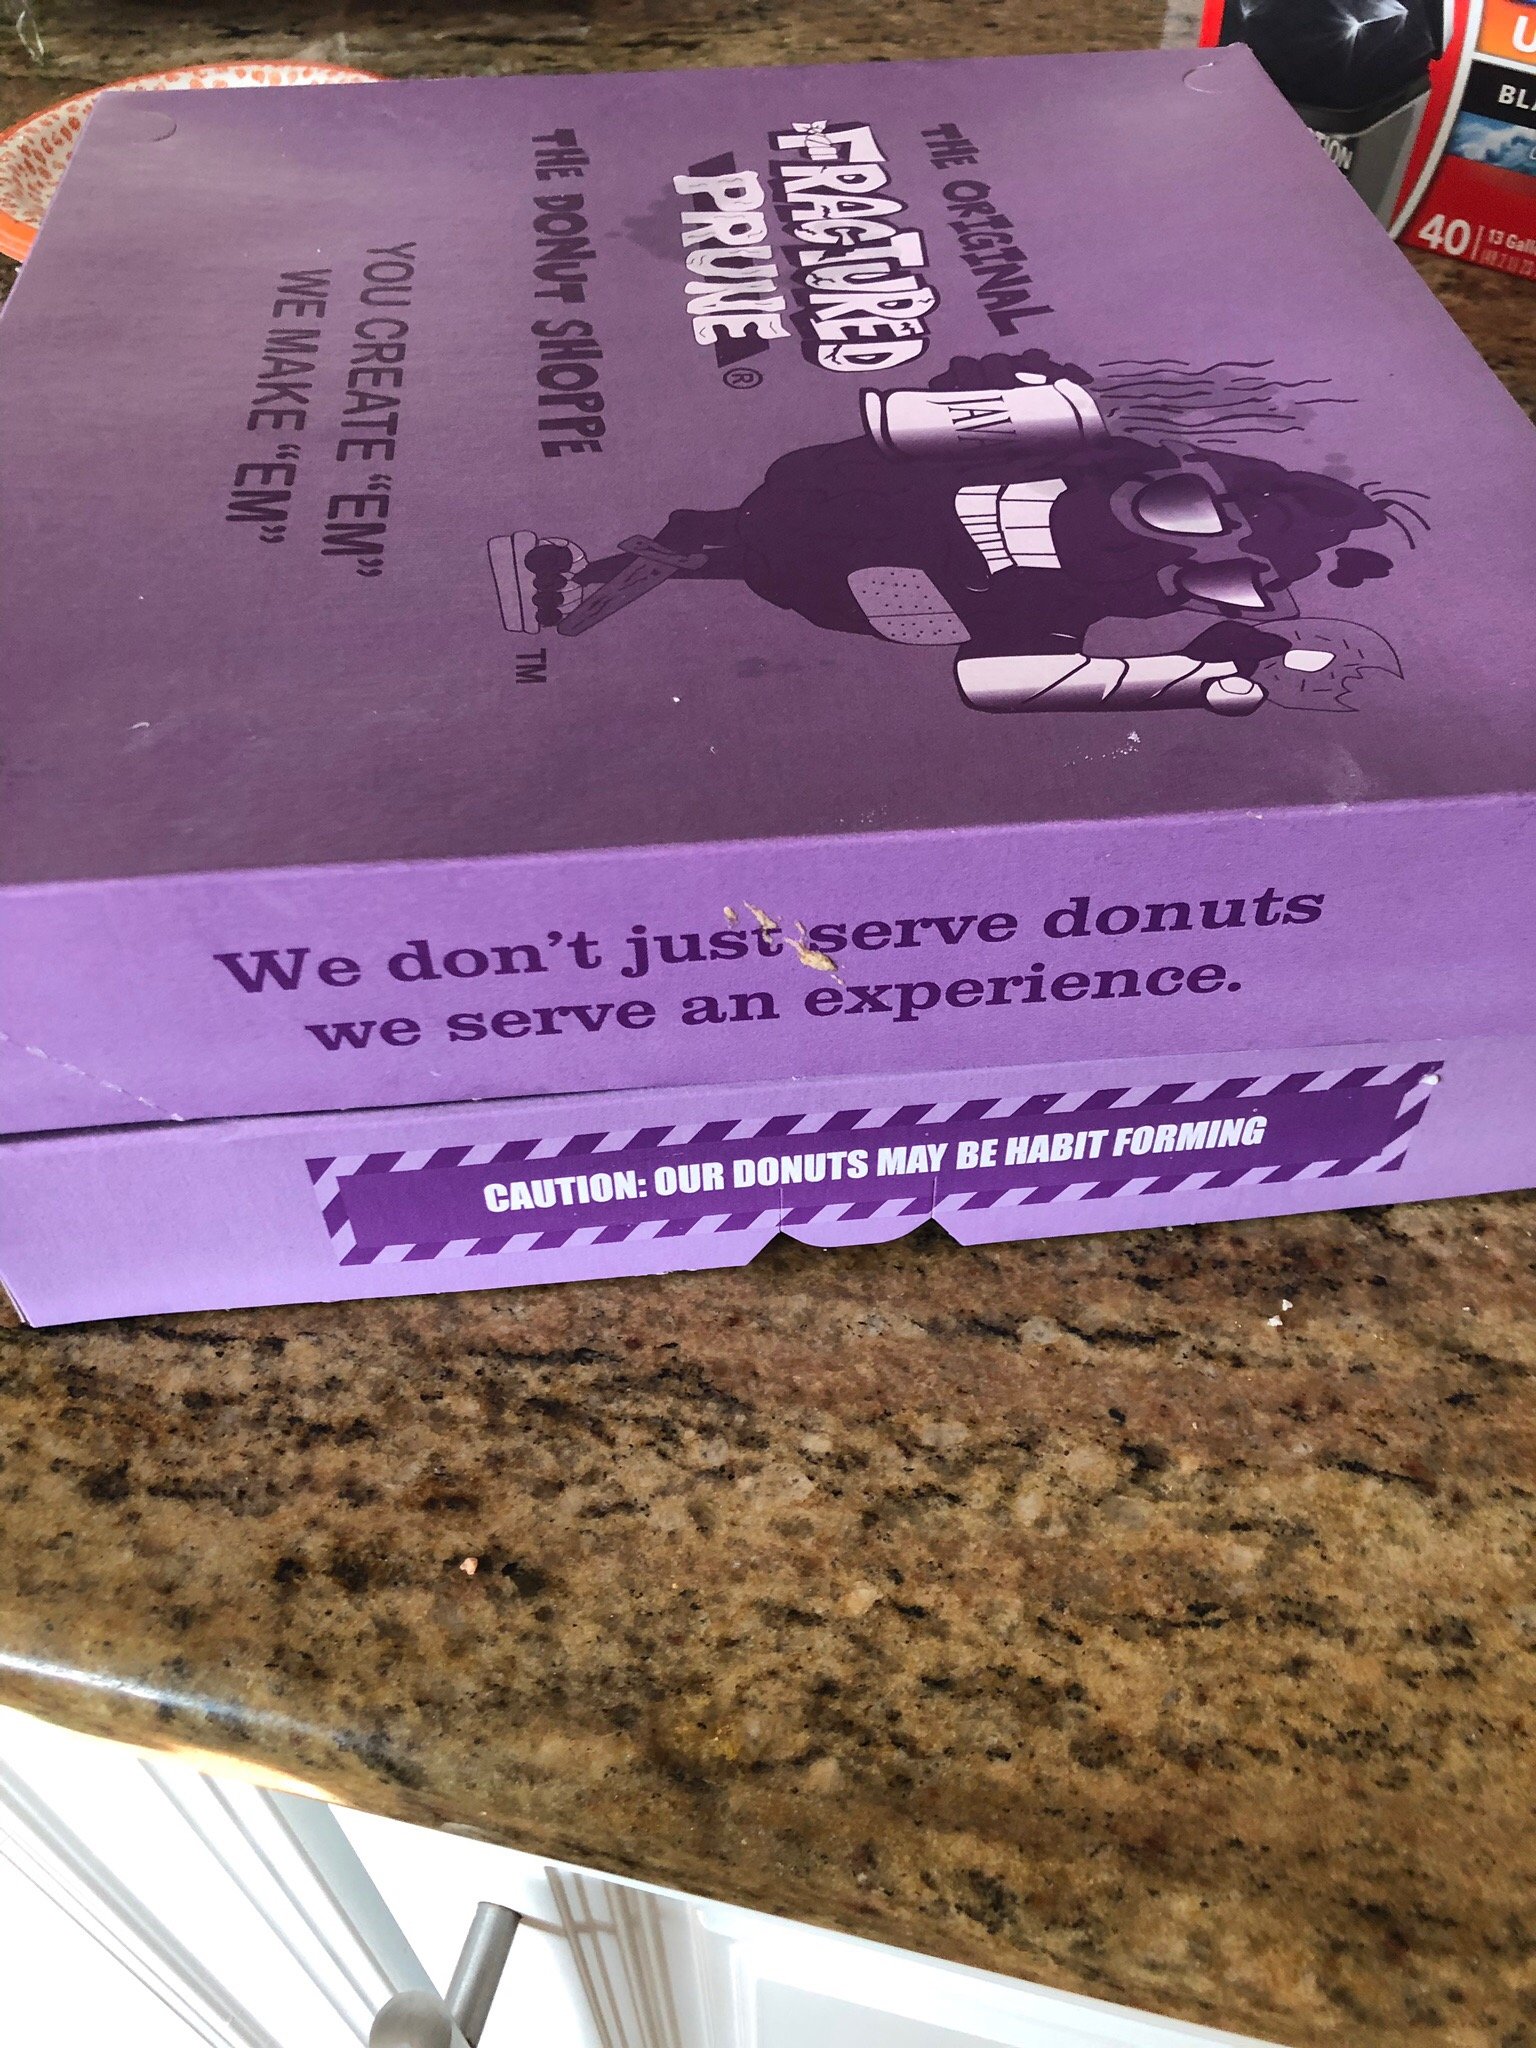 THE ORIGINAL
FRACTURED
PRUNE®
JAVA
THE DONUT SHOPPE
TM
YOU CREATE “EM”
WE MAKE “EM”
We don’t just serve donuts
we serve an experience.
CAUTION: OUR DONUTS MAY BE HABIT FORMING
40
13